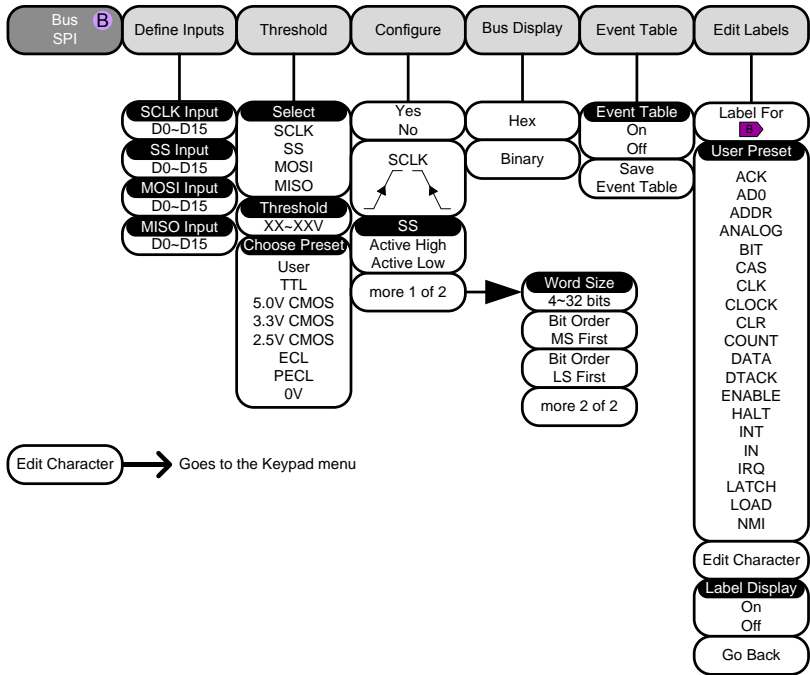 Bus B
SPI
Define Inputs
Threshold
Configure
Bus Display
Event Table
Edit Labels
SCLK Input
D0~D15
SS Input
D0~D15
MOSI Input
D0~D15
MISO Input
D0~D15
Select
SCLK
SS
MOSI
MISO
Threshold
XX~XXV
Choose Preset
User
TTL
5.0V CMOS
3.3V CMOS
2.5V CMOS
ECL
PECL
0V
Yes
No
SCLK
SS
Active High
Active Low
more 1 of 2
Hex
Binary
Word Size
4~32 bits
Bit Order
MS First
Bit Order
LS First
more 2 of 2
Event Table
On
Off
Save
Event Table
Label For
B
User Preset
ACK
AD0
ADDR
ANALOG
BIT
CAS
CLK
CLOCK
CLR
COUNT
DATA
DTACK
ENABLE
HALT
INT
IN
IRQ
LATCH
LOAD
NMI
Edit Character
Label Display
On
Off
Go Back
Edit Character
Goes to the Keypad menu